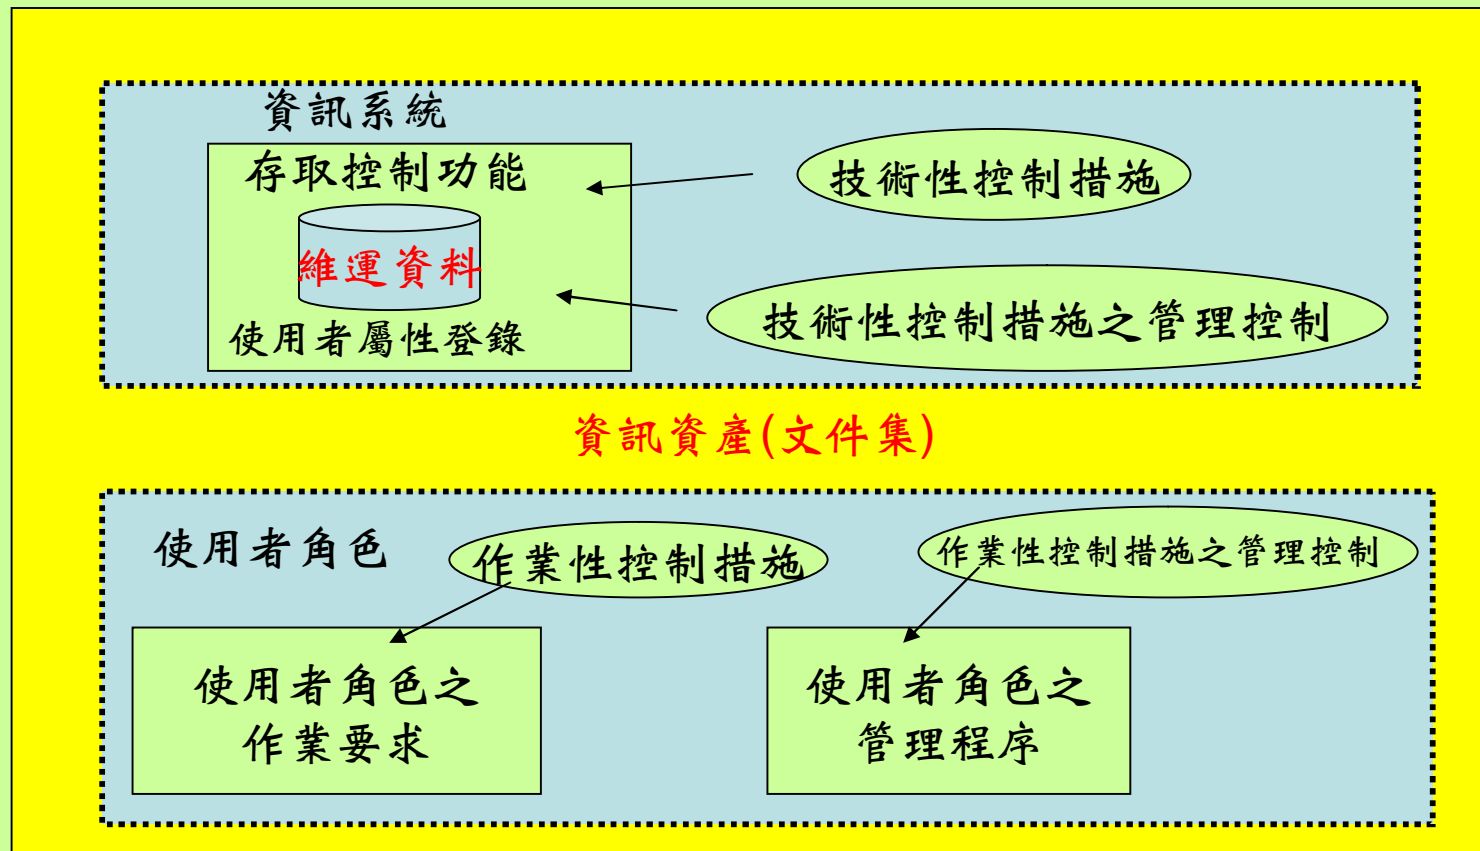 資訊系統
存取控制功能
技術性控制措施
維運資料
技術性控制措施之管理控制
使用者屬性登錄
資訊資產(文件集)
使用者角色
作業性控制措施
作業性控制措施之管理控制
使用者角色之
作業要求
使用者角色之
管理程序